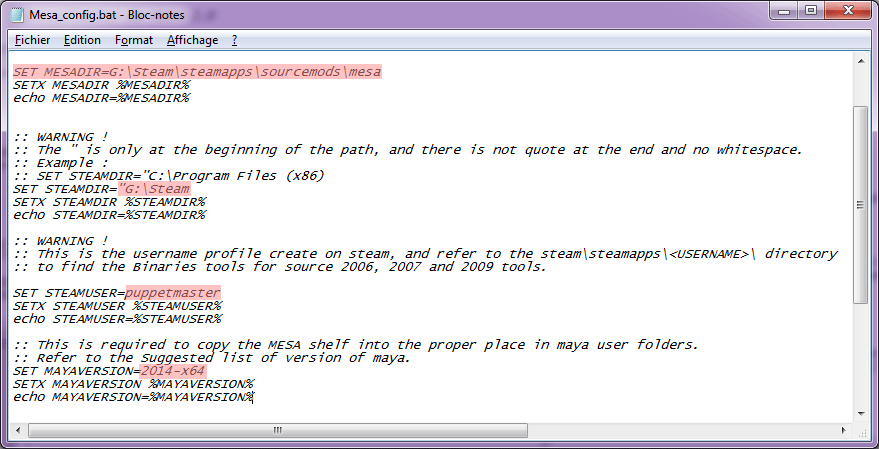 Mesa_config.bat - Bloc-notes
Fichier Edition Format Affichage ?
SET MESADIR=G:\Steam\steamapps\sourcemods\mesa
SETX MESADIR %MESADIR%
echo MESADIR=%MESADIR%
:: WARNING !
:: The " is only at the beginning of the path, and there is not quote at the end and no whitespace.
:: Example :
:: SET STEAMDIR="C:\Program Files (x86)
SET STEAMDIR="G:\Steam
SETX STEAMDIR %STEAMDIR%
echo STEAMDIR=%STEAMDIR%
:: WARNING !
:: This is the username profile create on steam, and refer to the steam\steamapps\<USERNAME>\ directory
:: to find the Binaries tools for source 2006, 2007 and 2009 tools.
SET STEAMUSER=puppetmaster
SETX STEAMUSER %STEAMUSER%
echo STEAMUSER=%STEAMUSER%
:: This is required to copy the MESA shelf into the proper place in maya user folders.
:: Refer to the Suggested list of version of maya.
SET MAYAVERSION=2014-x64
SETX MAYAVERSION %MAYAVERSION%
echo MAYAVERSION=%MAYAVERSION%